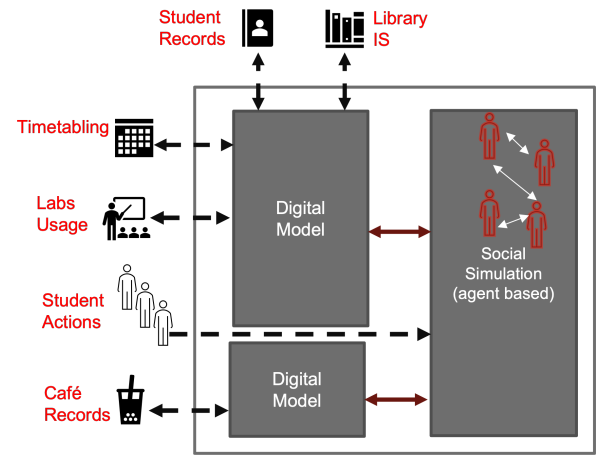 Student
Records
Library
IS
Timetabling
Labs
Usage
Digital
Model
Social
Simulation
(agent based)
Student
Actions
Digital
Model
Café
Records